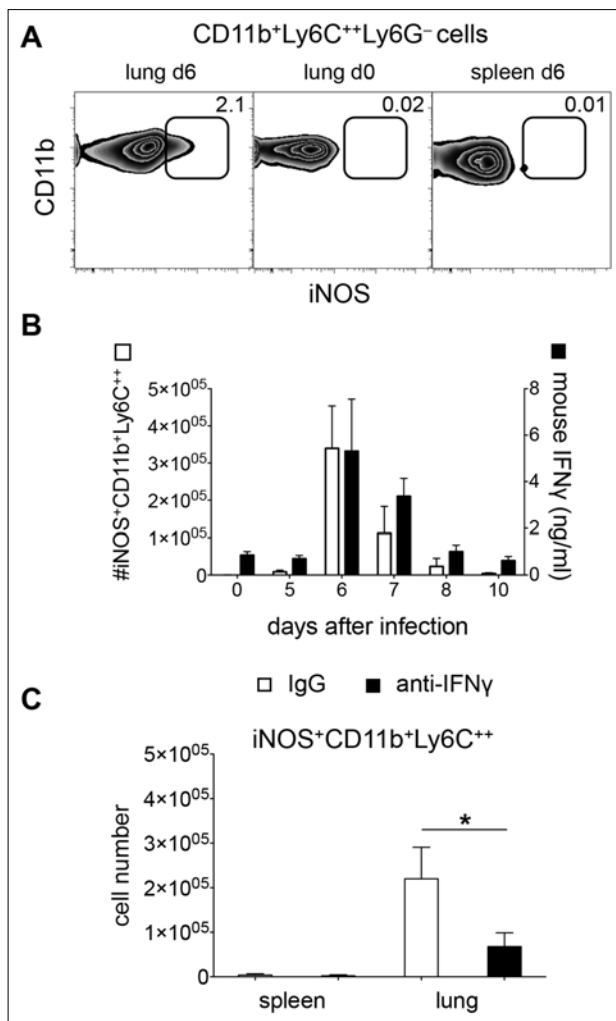 A
CD11b⁺Ly6C⁺⁺Ly6G⁻ cells
lung d6 lung d0 spleen d6
2.1 0.02 0.01
CD11b
iNOS
B
#iNOS⁺CD11b⁺Ly6C⁺⁺
mouse IFNγ (ng/ml)
5×10⁰⁵ 8
4×10⁰⁵ 6
3×10⁰⁵
4
2×10⁰⁵
1×10⁰⁵ 2
0 0
0 5 6 7 8 10
days after infection
IgG anti-IFNγ
C
iNOS⁺CD11b⁺Ly6C⁺⁺
cell number
5×10⁰⁵
4×10⁰⁵
3×10⁰⁵
*
2×10⁰⁵
1×10⁰⁵
0
spleen lung